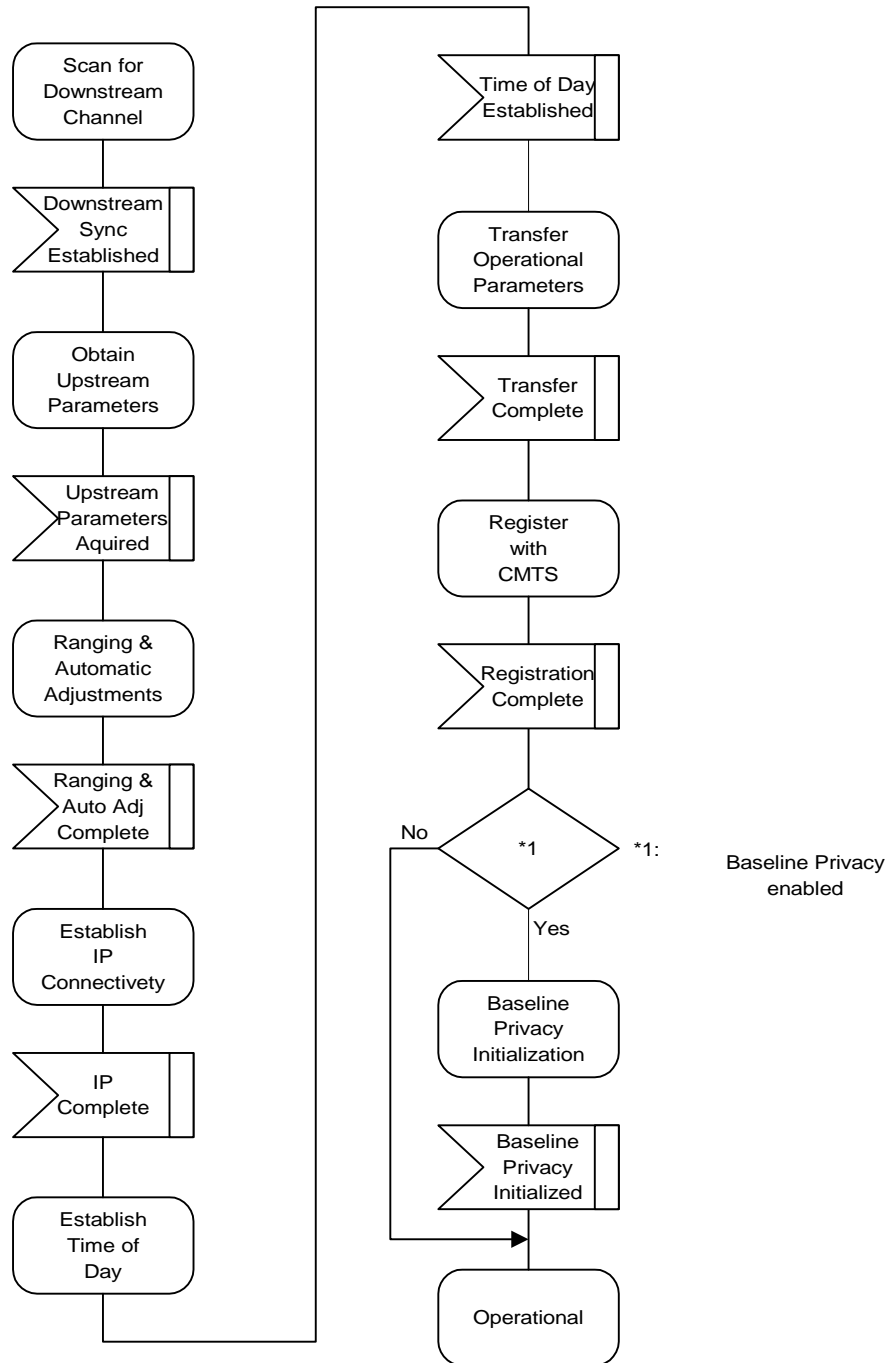 Scan for
Downstream
Channel
Downstream
Sync
Established
Obtain
Upstream
Parameters
Upstream
Parameters
Aquired
Ranging &
Automatic
Adjustments
Ranging &
Auto Adj
Complete
Establish
IP
Connectivety
IP
Complete
Establish
Time of
Day
Time of Day
Established
Transfer
Operational
Parameters
Transfer
Complete
Register
with
CMTS
Registration
Complete
No
*1
*1:
Baseline Privacy
enabled
Yes
Baseline
Privacy
Initialization
Baseline
Privacy
Initialized
Operational